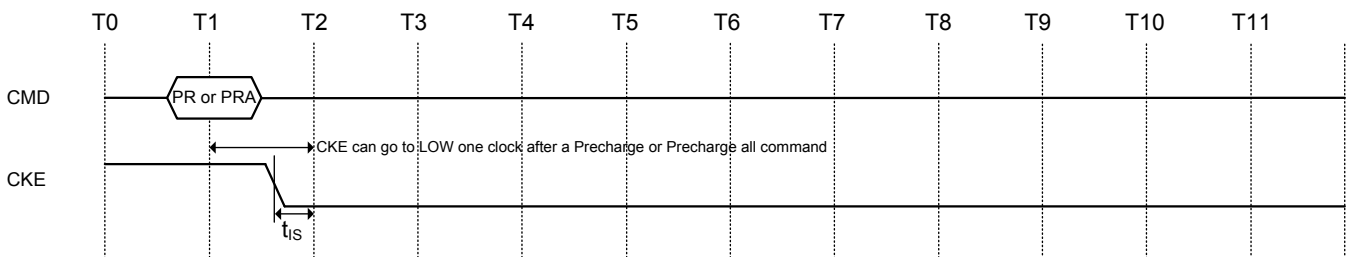 T0 T1 T2 T3 T4 T5 T6 T7 T8 T9 T10 T11
CMD PR or PRA
CKE can go to LOW one clock after a Precharge or Precharge all command
CKE
tIS